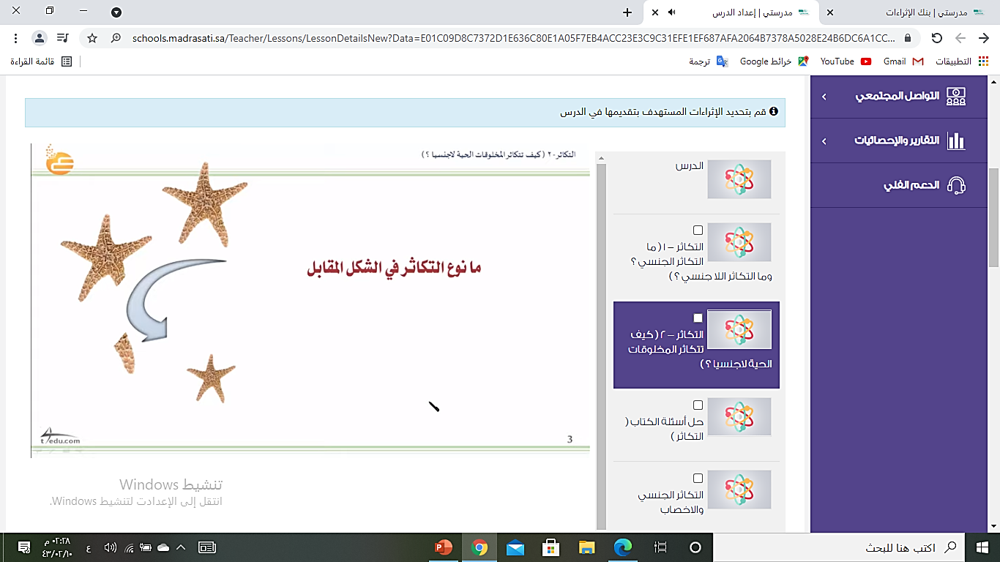 مدرستي | بنك الإثراءات
مدرستي | إعداد الدرس
schools.madrasati.sa/Teacher/Lessons/LessonDetailsNew?Data=E01C09D8C7372D1E636C80E1A05F7EB4ACC23E3C9C31EFE1EF687AFA2064B7378A5028E24B6DC6A1CC...
التطبيقات
Gmail
YouTube
خرائط Google
ترجمة
قائمة القراءة
التواصل المجتمعي
التقارير والإحصائيات
الدعم الفني
قم بتحديد الإثراءات المستهدف بتقديمها في الدرس
الدرس
التكاثر – ١ ( ما
التكاثر الجنسي ؟
وما التكاثر اللا جنسي ؟ )
التكاثر – ٢ ( كيف
تتكاثر المخلوقات
الحية لاجنسيا ؟ )
حل أسئلة الكتاب (
التكاثر )
التكاثر الجنسي
والاخصاب
التكاثر-٢ ( كيف تتكاثر المخلوقات الحية لاجنسيا ؟ )
ما نوع التكاثر في الشكل المقابل
3
t4edu.com
تنشيط Windows
انتقل إلى الإعدادت لتنشيط Windows.
اكتب هنا للبحث
ع
٠٢:٢٨ م
٤٣/٠٢/١٠